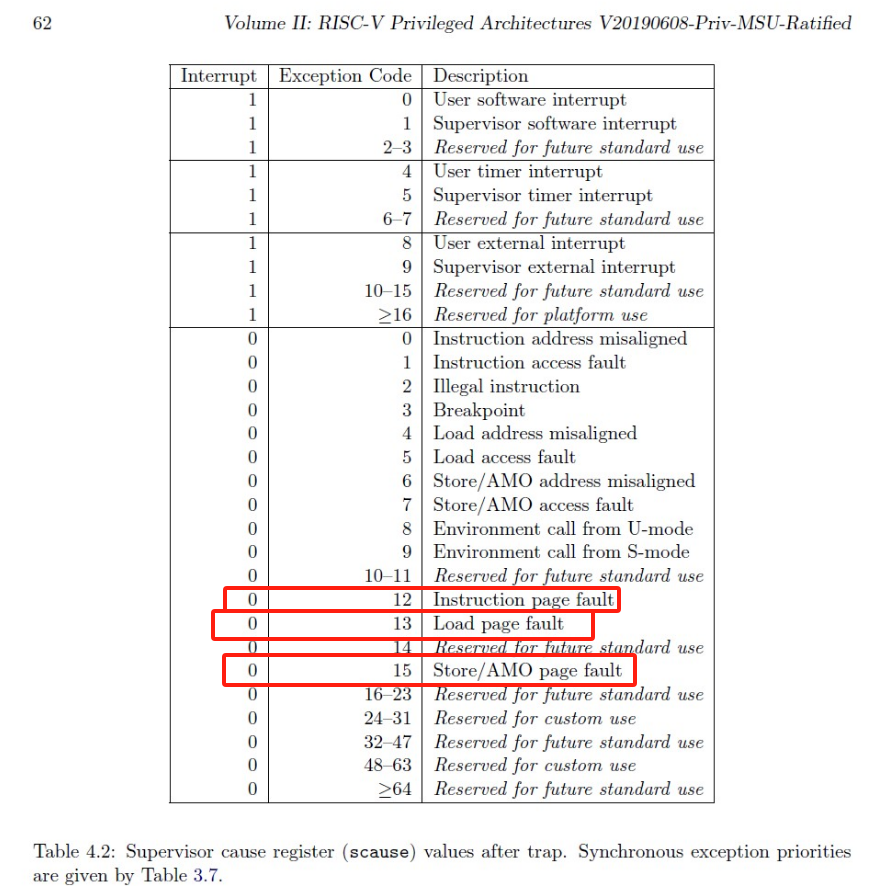 62 Volume II: RISC-V Privileged Architectures V20190608-Priv-MSU-Ratified
Interrupt Exception Code Description
1 0 User software interrupt
1 1 Supervisor software interrupt
1 2–3 Reserved for future standard use
1 4 User timer interrupt
1 5 Supervisor timer interrupt
1 6–7 Reserved for future standard use
1 8 User external interrupt
1 9 Supervisor external interrupt
1 10–15 Reserved for future standard use
1 ≥16 Reserved for platform use
0 0 Instruction address misaligned
0 1 Instruction access fault
0 2 Illegal instruction
0 3 Breakpoint
0 4 Load address misaligned
0 5 Load access fault
0 6 Store/AMO address misaligned
0 7 Store/AMO access fault
0 8 Environment call from U-mode
0 9 Environment call from S-mode
0 10–11 Reserved for future standard use
0 12 Instruction page fault
0 13 Load page fault
0 14 Reserved for future standard use
0 15 Store/AMO page fault
0 16–23 Reserved for future standard use
0 24–31 Reserved for custom use
0 32–47 Reserved for future standard use
0 48–63 Reserved for custom use
0 ≥64 Reserved for future standard use
Table 4.2: Supervisor cause register (scause) values after trap. Synchronous exception priorities
are given by Table 3.7.